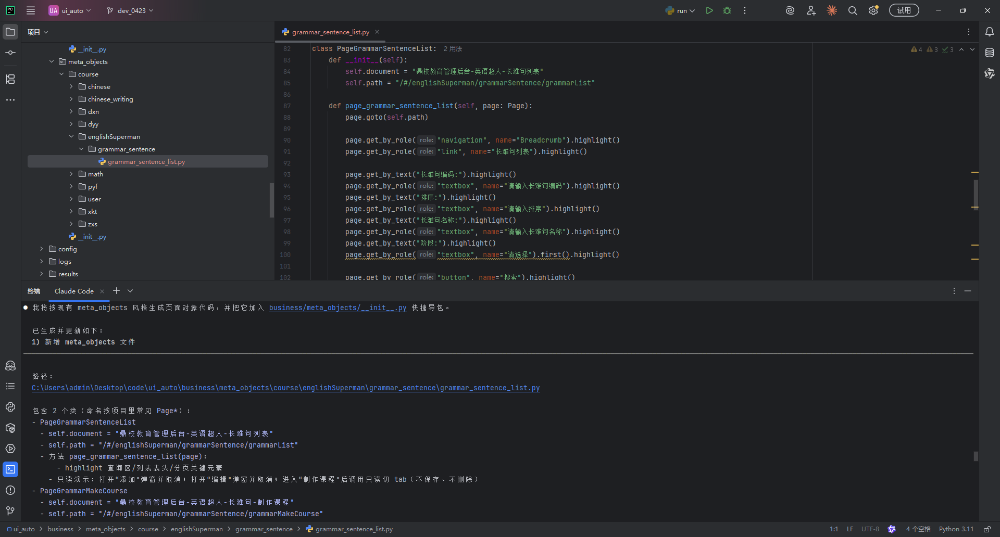 PC
UA ui_auto
dev_0423
run
试用
项目
__init__.py
meta_objects
course
chinese
chinese_writing
dxn
dyy
englishSuperman
grammar_sentence
grammar_sentence_list.py
math
pyf
user
xkt
zxs
__init__.py
config
logs
results
grammar_sentence_list.py
4 3 3
82 class PageGrammarSentenceList: 2 用法
83 def __init__(self):
84 self.document = "鼎校教育管理后台-英语超人-长难句列表"
85 self.path = "/#/englishSuperman/grammarSentence/grammarList"
86
87 def page_grammar_sentence_list(self, page: Page):
88 page.goto(self.path)
89
90 page.get_by_role( role: "navigation", name="Breadcrumb").highlight()
91 page.get_by_role( role: "link", name="长难句列表").highlight()
92
93 page.get_by_text("长难句编码:").highlight()
94 page.get_by_role( role: "textbox", name="请输入长难句编码").highlight()
95 page.get_by_text("排序:").highlight()
96 page.get_by_role( role: "textbox", name="请输入排序").highlight()
97 page.get_by_text("长难句名称:").highlight()
98 page.get_by_role( role: "textbox", name="请输入长难句名称").highlight()
99 page.get_by_text("阶段:").highlight()
100 page.get_by_role( role: "textbox", name="请选择").first().highlight()
101
102 page.get_by_role( role: "button", name="搜索").highlight()
终端 Claude Code
● 我将按现有 meta_objects 风格生成页面对象代码，并把它加入 business/meta_objects/__init__.py 快捷导包。
已生成并更新如下：
1) 新增 meta_objects 文件
路径：
C:\Users\admin\Desktop\code\ui_auto\business\meta_objects\course\englishSuperman\grammar_sentence\grammar_sentence_list.py
包含 2 个类（命名按项目里常见 Page*）：
- PageGrammarSentenceList
- self.document = "鼎校教育管理后台-英语超人-长难句列表"
- self.path = "/#/englishSuperman/grammarSentence/grammarList"
- 方法 page_grammar_sentence_list(page):
- highlight 查询区/列表表头/分页关键元素
- 只读演示：打开“添加”弹窗并取消；打开“编辑”弹窗并取消；进入“制作课程”后调用只读切 tab（不保存、不删除）
- PageGrammarMakeCourse
- self.document = "鼎校教育管理后台-英语超人-长难句-制作课程"
- self.path = "/#/englishSuperman/grammarSentence/grammarMakeCourse"
ui_auto > business > meta_objects > course > englishSuperman > grammar_sentence > grammar_sentence_list.py
1:1 LF UTF-8 4 个空格 Python 3.11